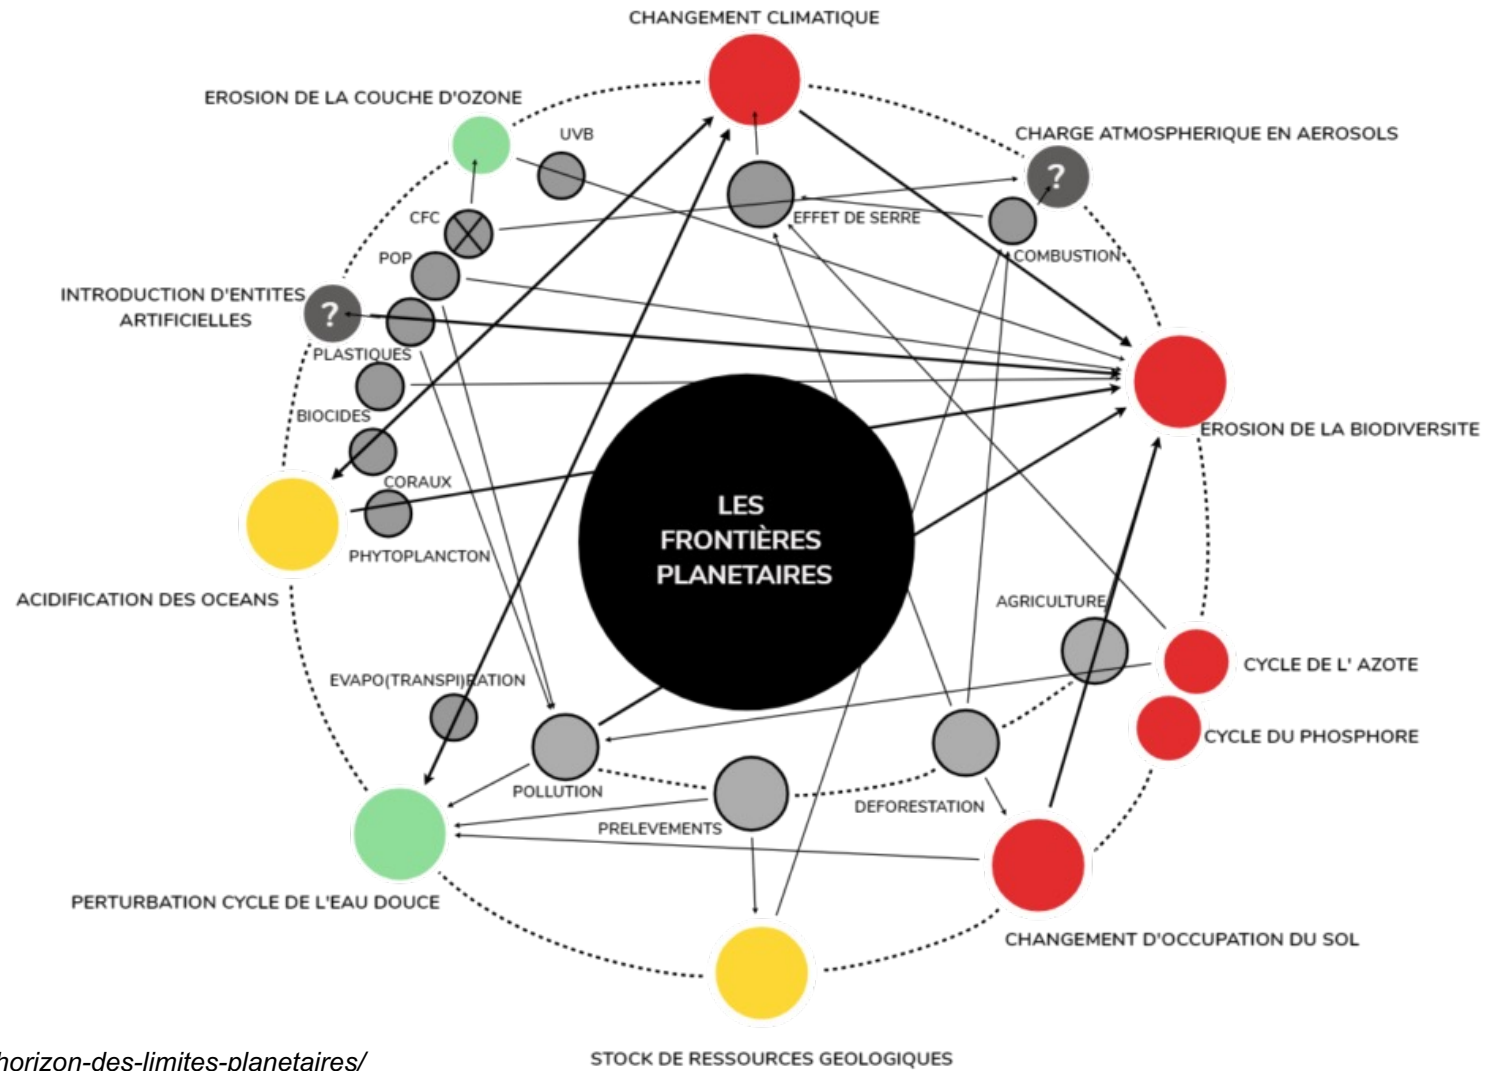 CHANGEMENT CLIMATIQUE
EROSION DE LA COUCHE D'OZONE
UVB
CHARGE ATMOSPHERIQUE EN AEROSOLS
?
CFC
EFFET DE SERRE
COMBUSTION
POP
INTRODUCTION D'ENTITES
ARTIFICIELLES
?
PLASTIQUES
BIOCIDES
EROSION DE LA BIODIVERSITE
CORAUX
LES
FRONTIÈRES
PLANETAIRES
PHYTOPLANCTON
ACIDIFICATION DES OCEANS
AGRICULTURE
EVAPO(TRANSPI)RATION
CYCLE DE L' AZOTE
CYCLE DU PHOSPHORE
POLLUTION
DEFORESTATION
PRELEVEMENTS
PERTURBATION CYCLE DE L'EAU DOUCE
CHANGEMENT D'OCCUPATION DU SOL
STOCK DE RESSOURCES GEOLOGIQUES
horizon-des-limites-planetaires/